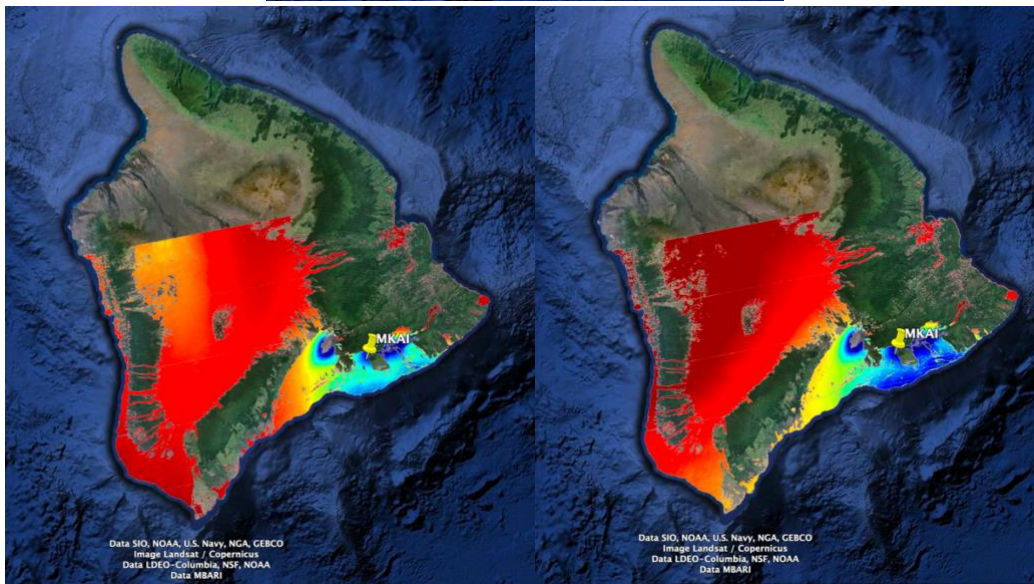 MKAI
Data SIO, NOAA, U.S. Navy, NGA, GEBCO
Image Landsat / Copernicus
Data LDEO-Columbia, NSF, NOAA
Data MBARI
MKAI
Data SIO, NOAA, U.S. Navy, NGA, GEBCO
Image Landsat / Copernicus
Data LDEO-Columbia, NSF, NOAA
Data MBARI